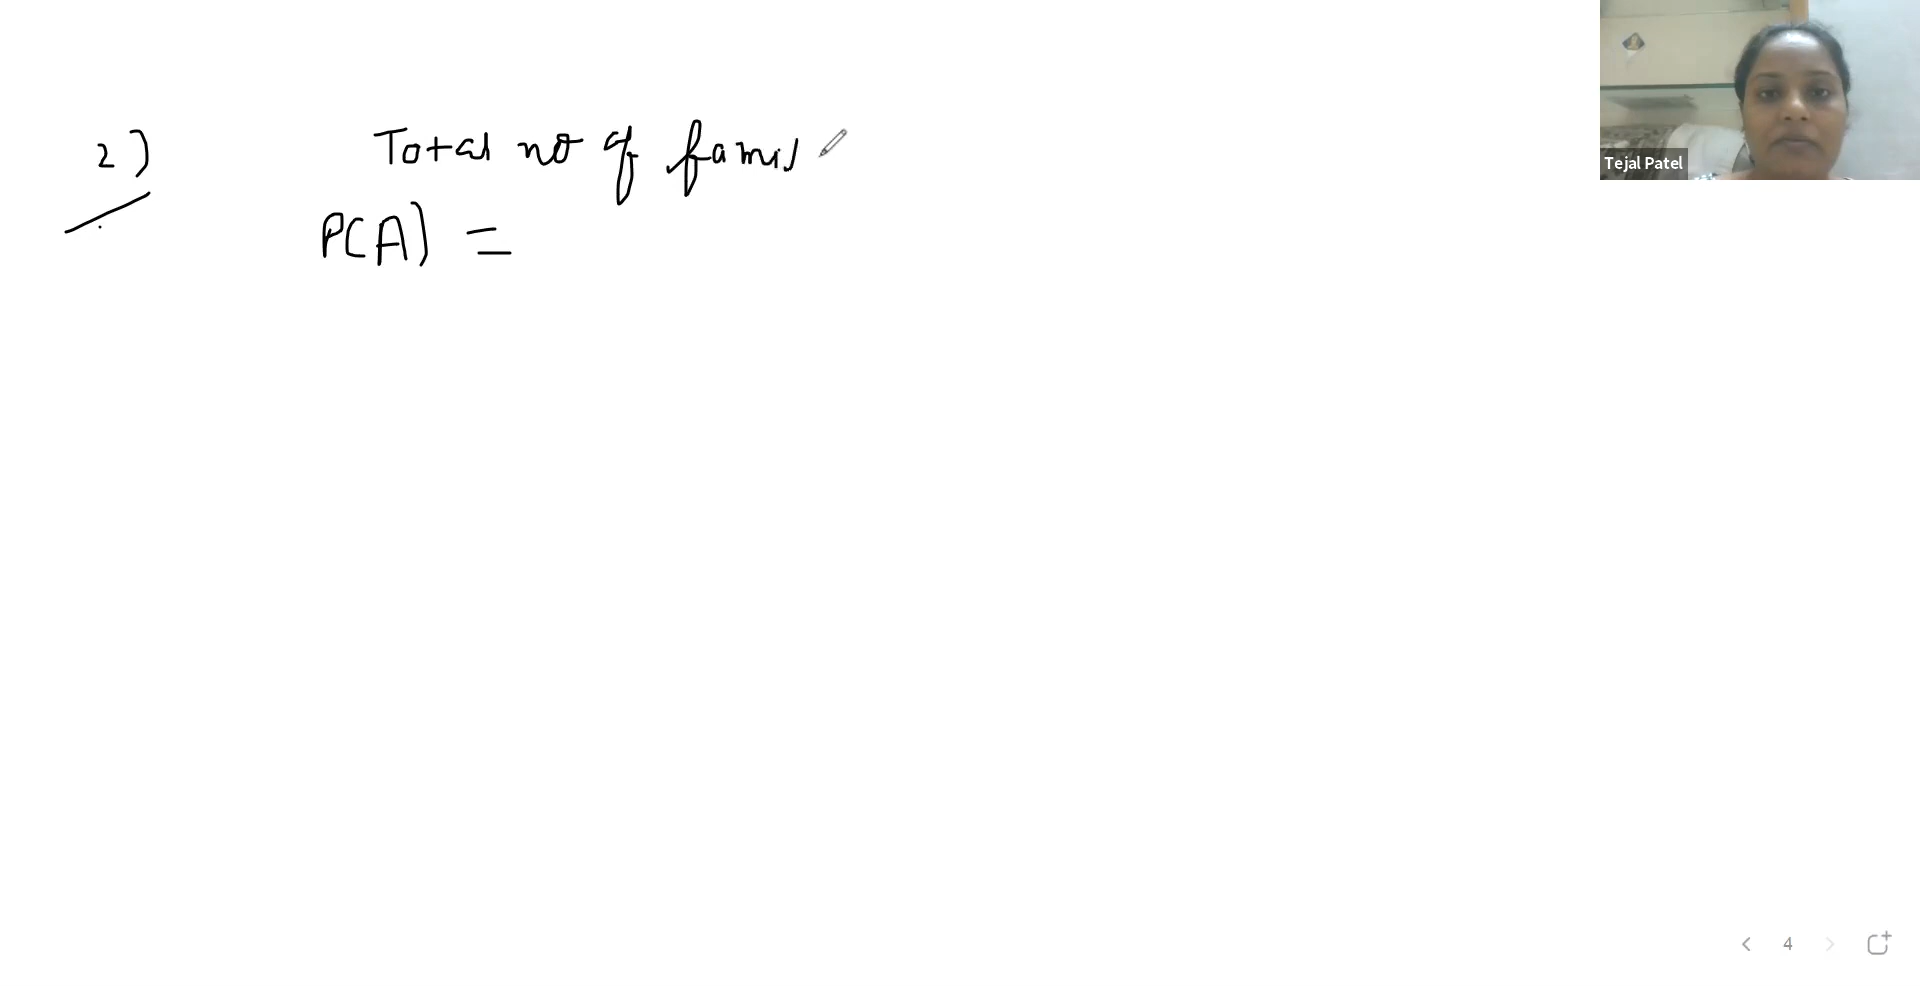 2) Total no of famil
P(A) =
Tejal Patel
4